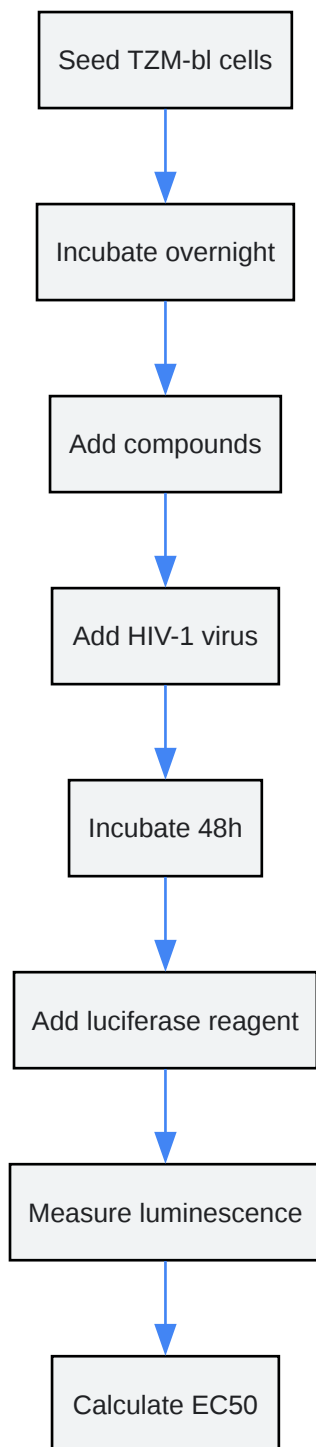 Seed TZM-bl cells
Incubate overnight
Add compounds
Add HIV-1 virus
Incubate 48h
Add luciferase reagent
Measure luminescence
Calculate EC50